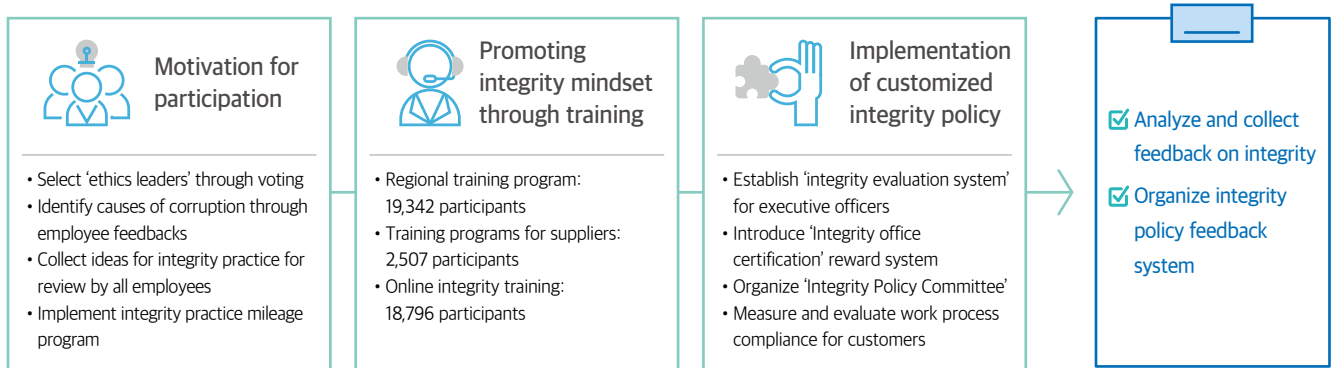 Motivation for
participation
• Select ‘ethics leaders’ through voting
• Identify causes of corruption through
employee feedbacks
• Collect ideas for integrity practice for
review by all employees
• Implement integrity practice mileage
program
Promoting
integrity mindset
through training
• Regional training program:
19,342 participants
• Training programs for suppliers:
2,507 participants
• Online integrity training:
18,796 participants
Implementation
of customized
integrity policy
• Establish ‘integrity evaluation system’
for executive officers
• Introduce ‘Integrity office
certification’ reward system
• Organize ‘Integrity Policy Committee’
• Measure and evaluate work process
compliance for customers
Analyze and collect
feedback on integrity
Organize integrity
policy feedback
system